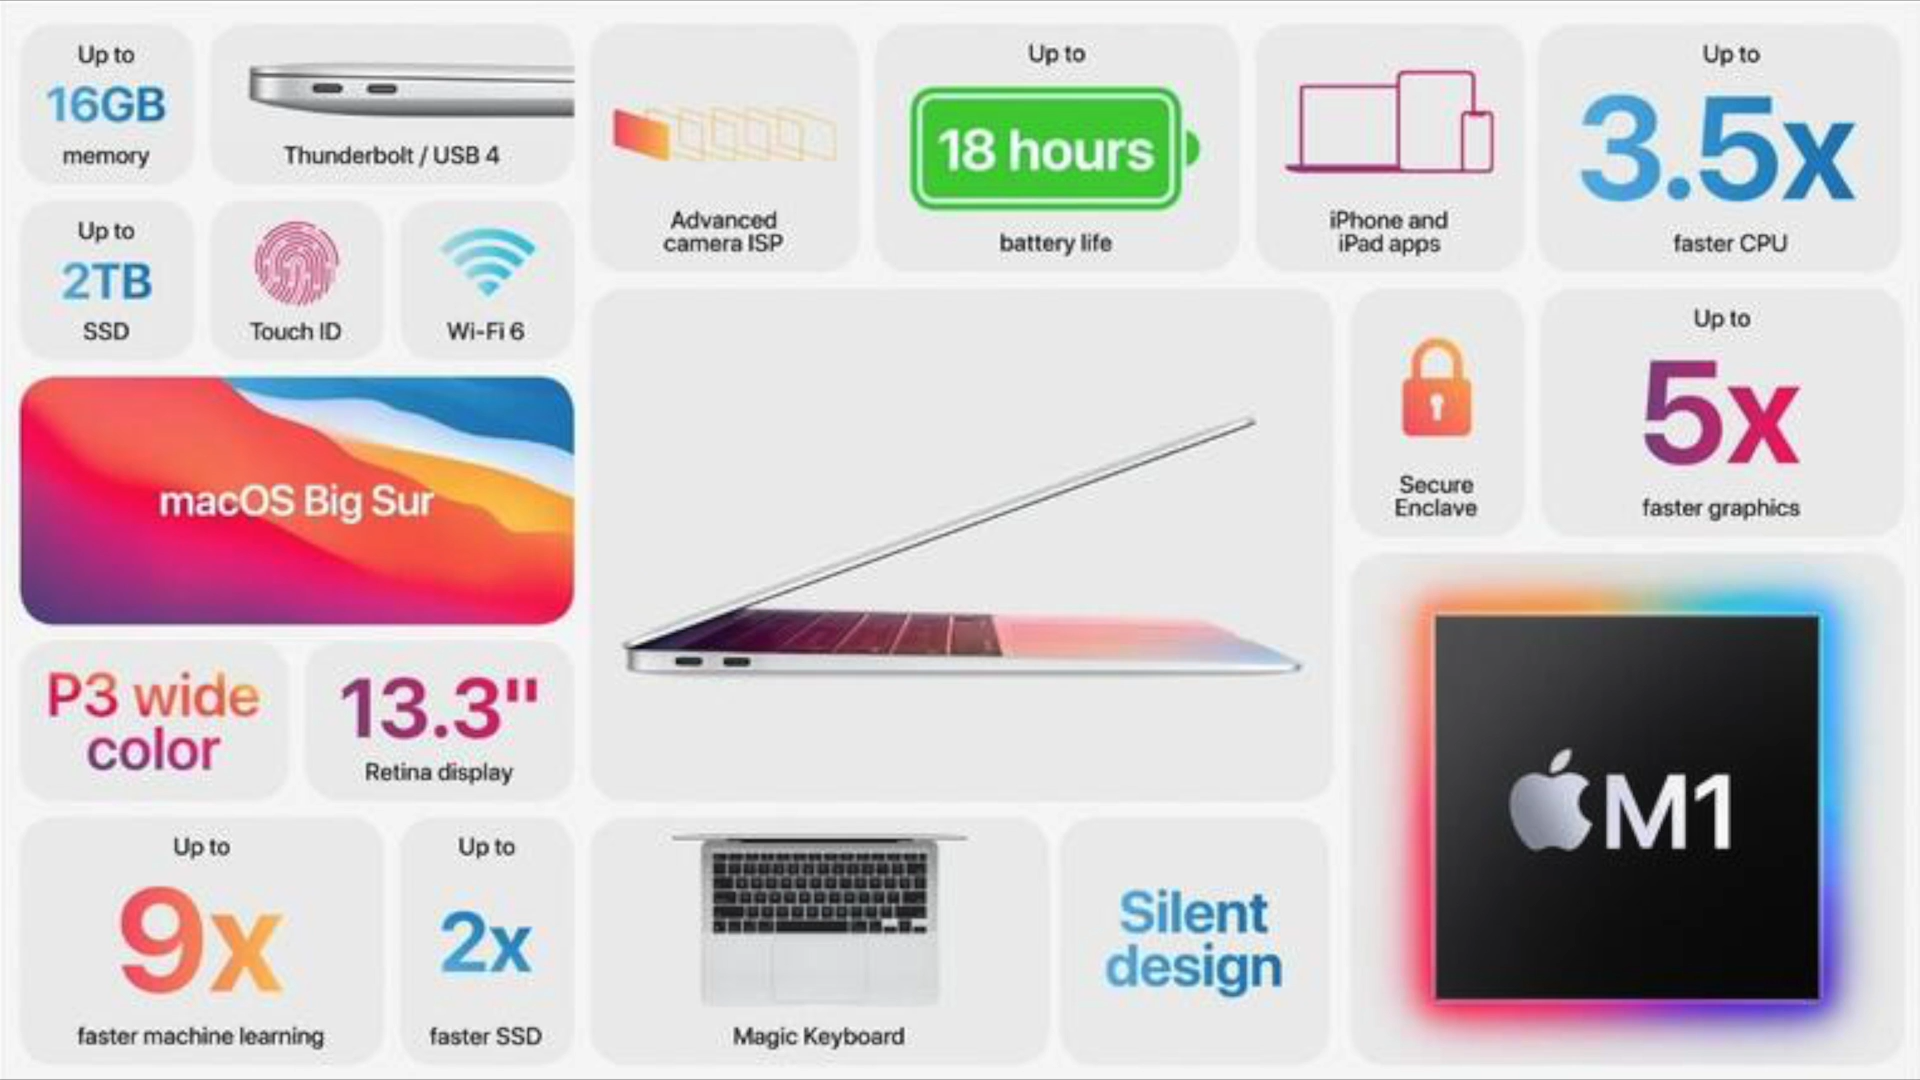 Up to
16GB
memory
Thunderbolt / USB 4
Up to
2TB
SSD
Touch ID
Wi-Fi 6
Advanced
camera ISP
Up to
18 hours
battery life
iPhone and
iPad apps
Up to
3.5x
faster CPU
macOS Big Sur
Secure
Enclave
Up to
5x
faster graphics
P3 wide
color
13.3"
Retina display
M1
Up to
9x
faster machine learning
Up to
2x
faster SSD
Magic Keyboard
Silent
design